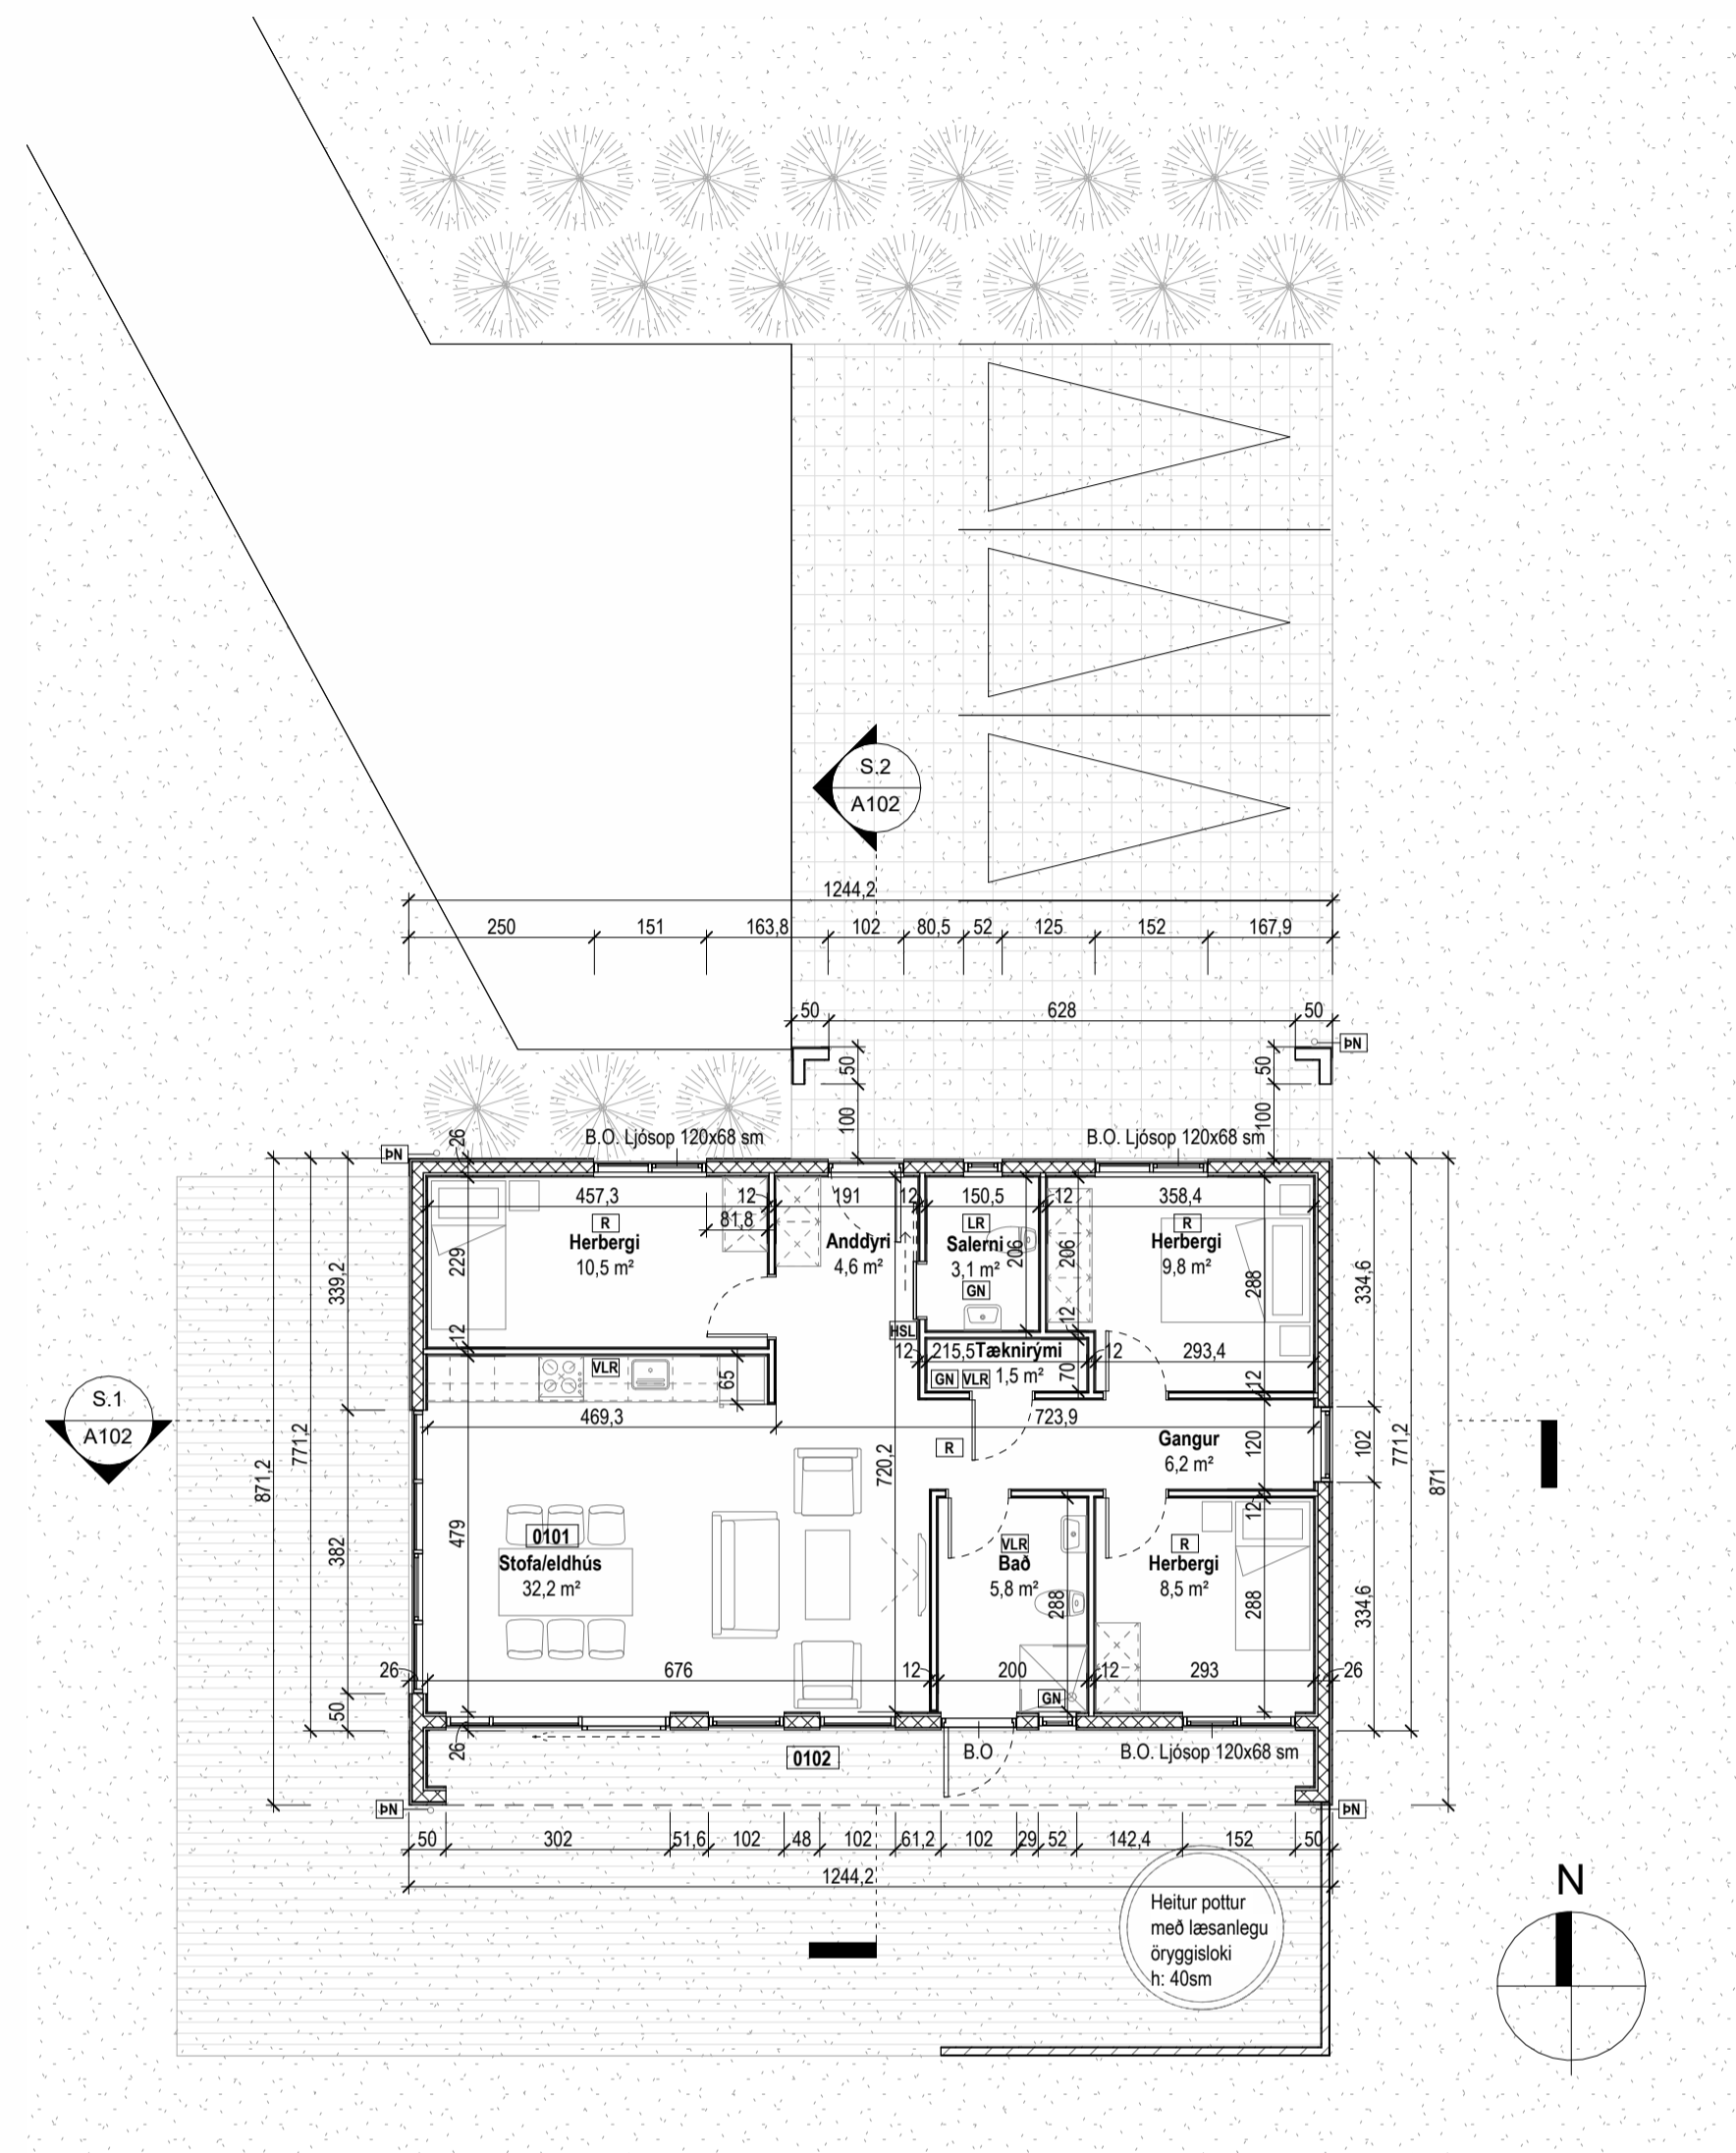 S.2
A102
1244,2
250 151 163,8 102 80,5 52 125 152 167,9
50 628 50
ÞN
50 50
100 100
B.O. Ljósop 120x68 sm B.O. Ljósop 120x68 sm
ÞN
26
457,3 12 191 12 150,5 12 358,4
81,8
R
Herbergi
10,5 m²
229
Anddyri
4,6 m²
LR
Salerni
3,1 m²
GN
206
206
R
Herbergi
9,8 m²
288
339,2
334,6
12
12
HSL
VLR
65
12 215,5 Tæknirými
1,5 m²
GN VLR
70
12 293,4
12
S.1
A102
469,3 723,9
R
Gangur
6,2 m²
120
102
771,2
871,2
771,2
871
720,2
479
382
0101
Stofa/eldhús
32,2 m²
VLR
Bað
5,8 m²
288
12
R
Herbergi
8,5 m²
288
334,6
26 676 12 200 12 293 26
GN
50
26
0102
B.O
B.O. Ljósop 120x68 sm
ÞN
ÞN
50 302 51,6 102 48 102 61,2 102 29 52 142,4 152 50
1244,2
Heitur pottur
með læsanlegu
öryggisloki
h: 40sm
N